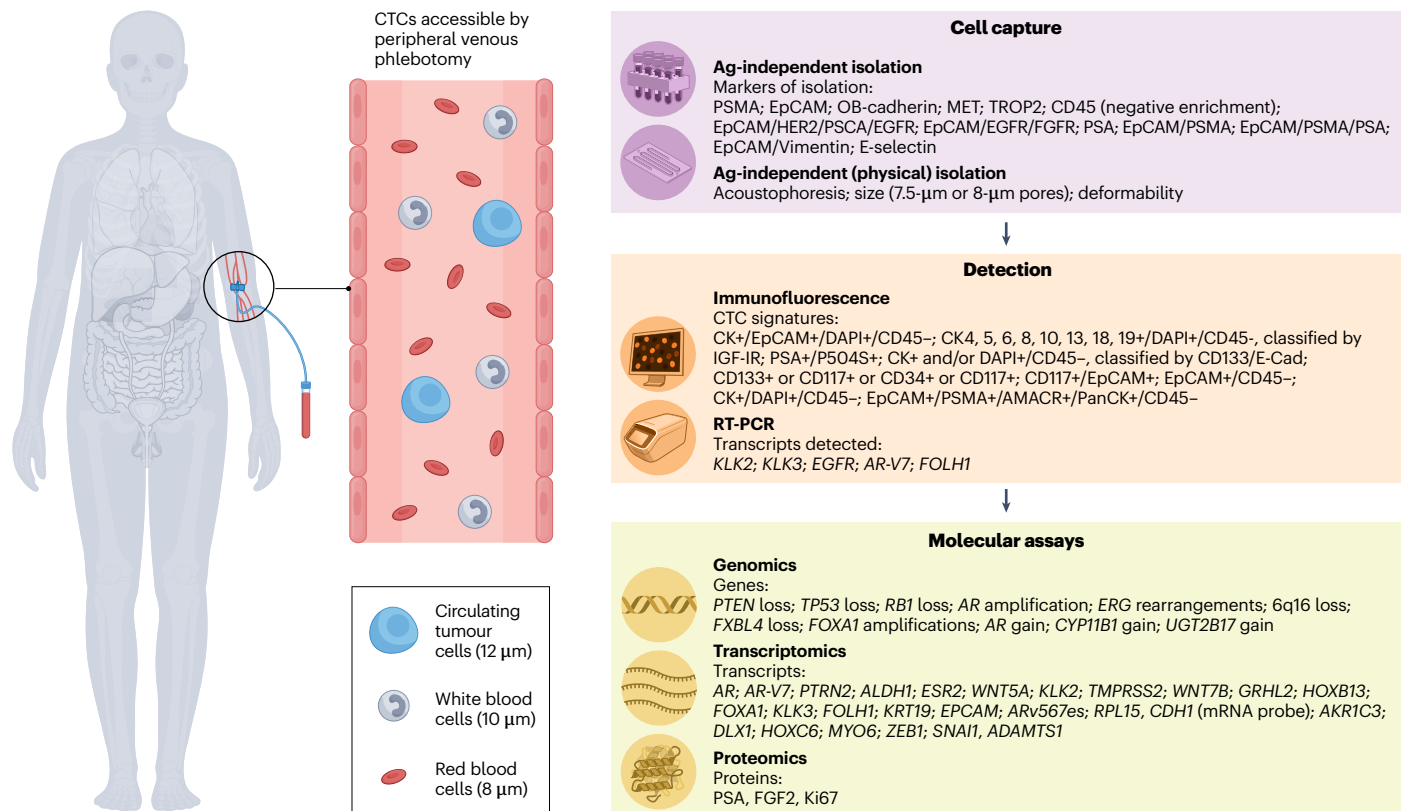 CTCs accessible by
peripheral venous
phlebotomy
Circulating
tumour
cells (12 μm)
White blood
cells (10 μm)
Red blood
cells (8 μm)
Cell capture
Ag-independent isolation
Markers of isolation:
PSMA; EpCAM; OB-cadherin; MET; TROP2; CD45 (negative enrichment);
EpCAM/HER2/PSCA/EGFR; EpCAM/EGFR/FGFR; PSA; EpCAM/PSMA; EpCAM/PSMA/PSA;
EpCAM/Vimentin; E-selectin
Ag-independent (physical) isolation
Acoustophoresis; size (7.5-μm or 8-μm pores); deformability
Detection
Immunofluorescence
CTC signatures:
CK+/EpCAM+/DAPI+/CD45–; CK4, 5, 6, 8, 10, 13, 18, 19+/DAPI+/CD45-, classified by
IGF-IR; PSA+/P504S+; CK+ and/or DAPI+/CD45–, classified by CD133/E-Cad;
CD133+ or CD117+ or CD34+ or CD117+; CD117+/EpCAM+; EpCAM+/CD45–;
CK+/DAPI+/CD45–; EpCAM+/PSMA+/AMACR+/PanCK+/CD45–
RT-PCR
Transcripts detected:
KLK2; KLK3; EGFR; AR-V7; FOLH1
Molecular assays
Genomics
Genes:
PTEN loss; TP53 loss; RB1 loss; AR amplification; ERG rearrangements; 6q16 loss;
FXBL4 loss; FOXA1 amplifications; AR gain; CYP11B1 gain; UGT2B17 gain
Transcriptomics
Transcripts:
AR; AR-V7; PTRN2; ALDH1; ESR2; WNT5A; KLK2; TMPRSS2; WNT7B; GRHL2; HOXB13;
FOXA1; KLK3; FOLH1; KRT19; EPCAM; ARv567es; RPL15, CDH1 (mRNA probe); AKR1C3;
DLX1; HOXC6; MYO6; ZEB1; SNAI1, ADAMTS1
Proteomics
Proteins:
PSA, FGF2, Ki67